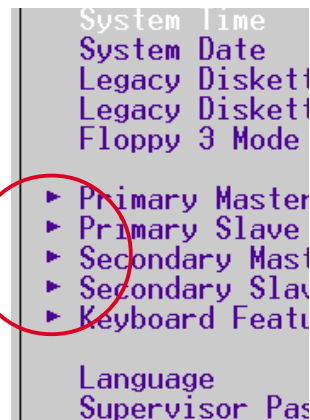 System Time
System Date
Legacy Diskett
Legacy Diskett
Floppy 3 Mode
Primary Master
Primary Slave
Secondary Mast
Secondary Slav
Keyboard Featu
Language
Supervisor Pas